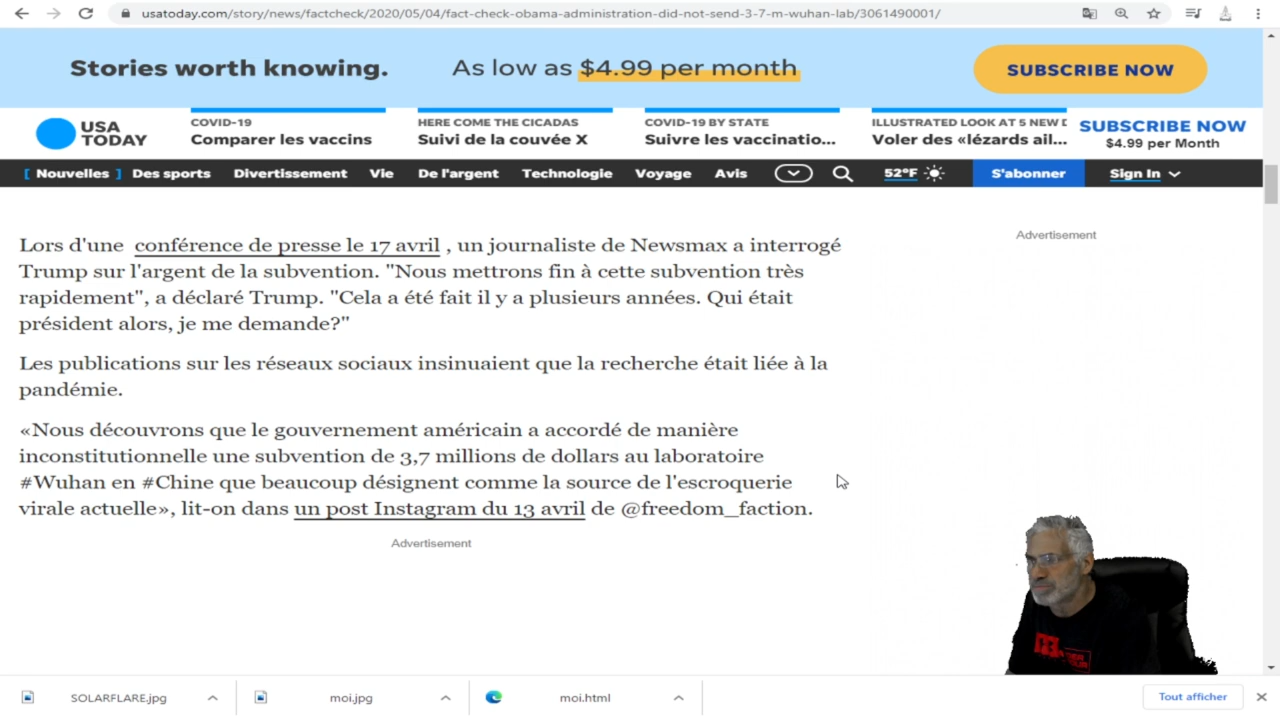 usatoday.com/story/news/factcheck/2020/05/04/fact-check-obama-administration-did-not-send-3-7-m-wuhan-lab/3061490001/
Stories worth knowing. As low as $4.99 per month SUBSCRIBE NOW
USA
TODAY
COVID-19
Comparer les vaccins
HERE COME THE CICADAS
Suivi de la couvée X
COVID-19 BY STATE
Suivre les vaccinatio...
ILLUSTRATED LOOK AT 5 NEW
Voler des «lézards ail...
SUBSCRIBE NOW
$4.99 per Month
[ Nouvelles ] Des sports Divertissement Vie De l'argent Technologie Voyage Avis 52°F S'abonner Sign In
Advertisement
Lors d'une conférence de presse le 17 avril , un journaliste de Newsmax a interrogé
Trump sur l'argent de la subvention. "Nous mettrons fin à cette subvention très
rapidement", a déclaré Trump. "Cela a été fait il y a plusieurs années. Qui était
président alors, je me demande?"
Les publications sur les réseaux sociaux insinuaient que la recherche était liée à la
pandémie.
«Nous découvrons que le gouvernement américain a accordé de manière
inconstitutionnelle une subvention de 3,7 millions de dollars au laboratoire
#Wuhan en #Chine que beaucoup désignent comme la source de l'escroquerie
virale actuelle», lit-on dans un post Instagram du 13 avril de @freedom_faction.
Advertisement
SOLARFLARE.jpg moi.jpg moi.html Tout afficher